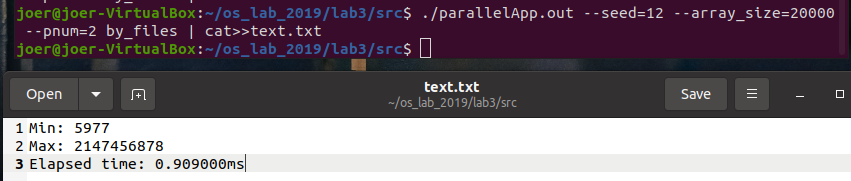 joer@joer-VirtualBox:~/os_lab_2019/lab3/src$ ./parallelApp.out --seed=12 --array_size=20000
--pnum=2 by_files | cat>>text.txt
joer@joer-VirtualBox:~/os_lab_2019/lab3/src$
Open
text.txt
~/os_lab_2019/lab3/src
Save
1 Min: 5977
2 Max: 2147456878
3 Elapsed time: 0.909000ms